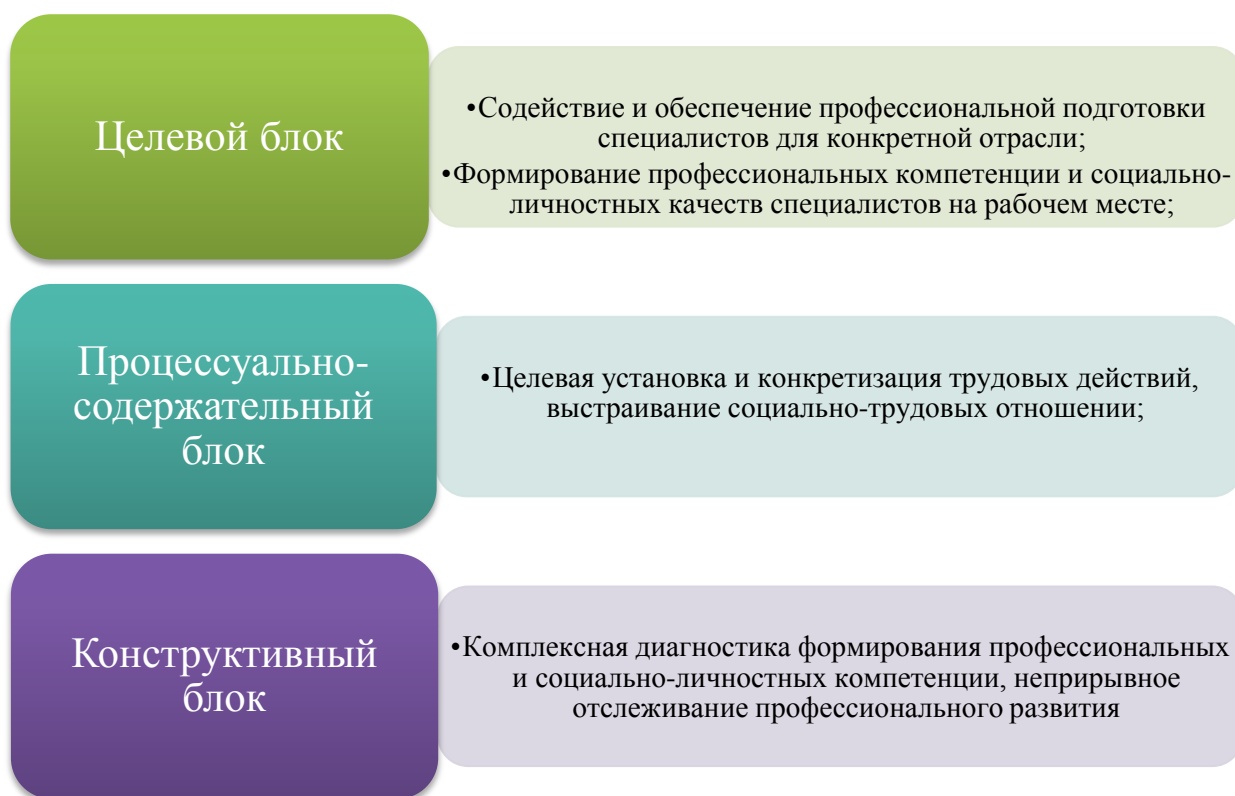 Целевой блок
•Содействие и обеспечение профессиональной подготовки
специалистов для конкретной отрасли;
•Формирование профессиональных компетенции и социально-
личностных качеств специалистов на рабочем месте;
Процессуально-
содержательный
блок
•Целевая установка и конкретизация трудовых действий,
выстраивание социально-трудовых отношении;
Конструктивный
блок
•Комплексная диагностика формирования профессиональных
и социально-личностных компетенции, неприрывное
отслеживание профессионального развития